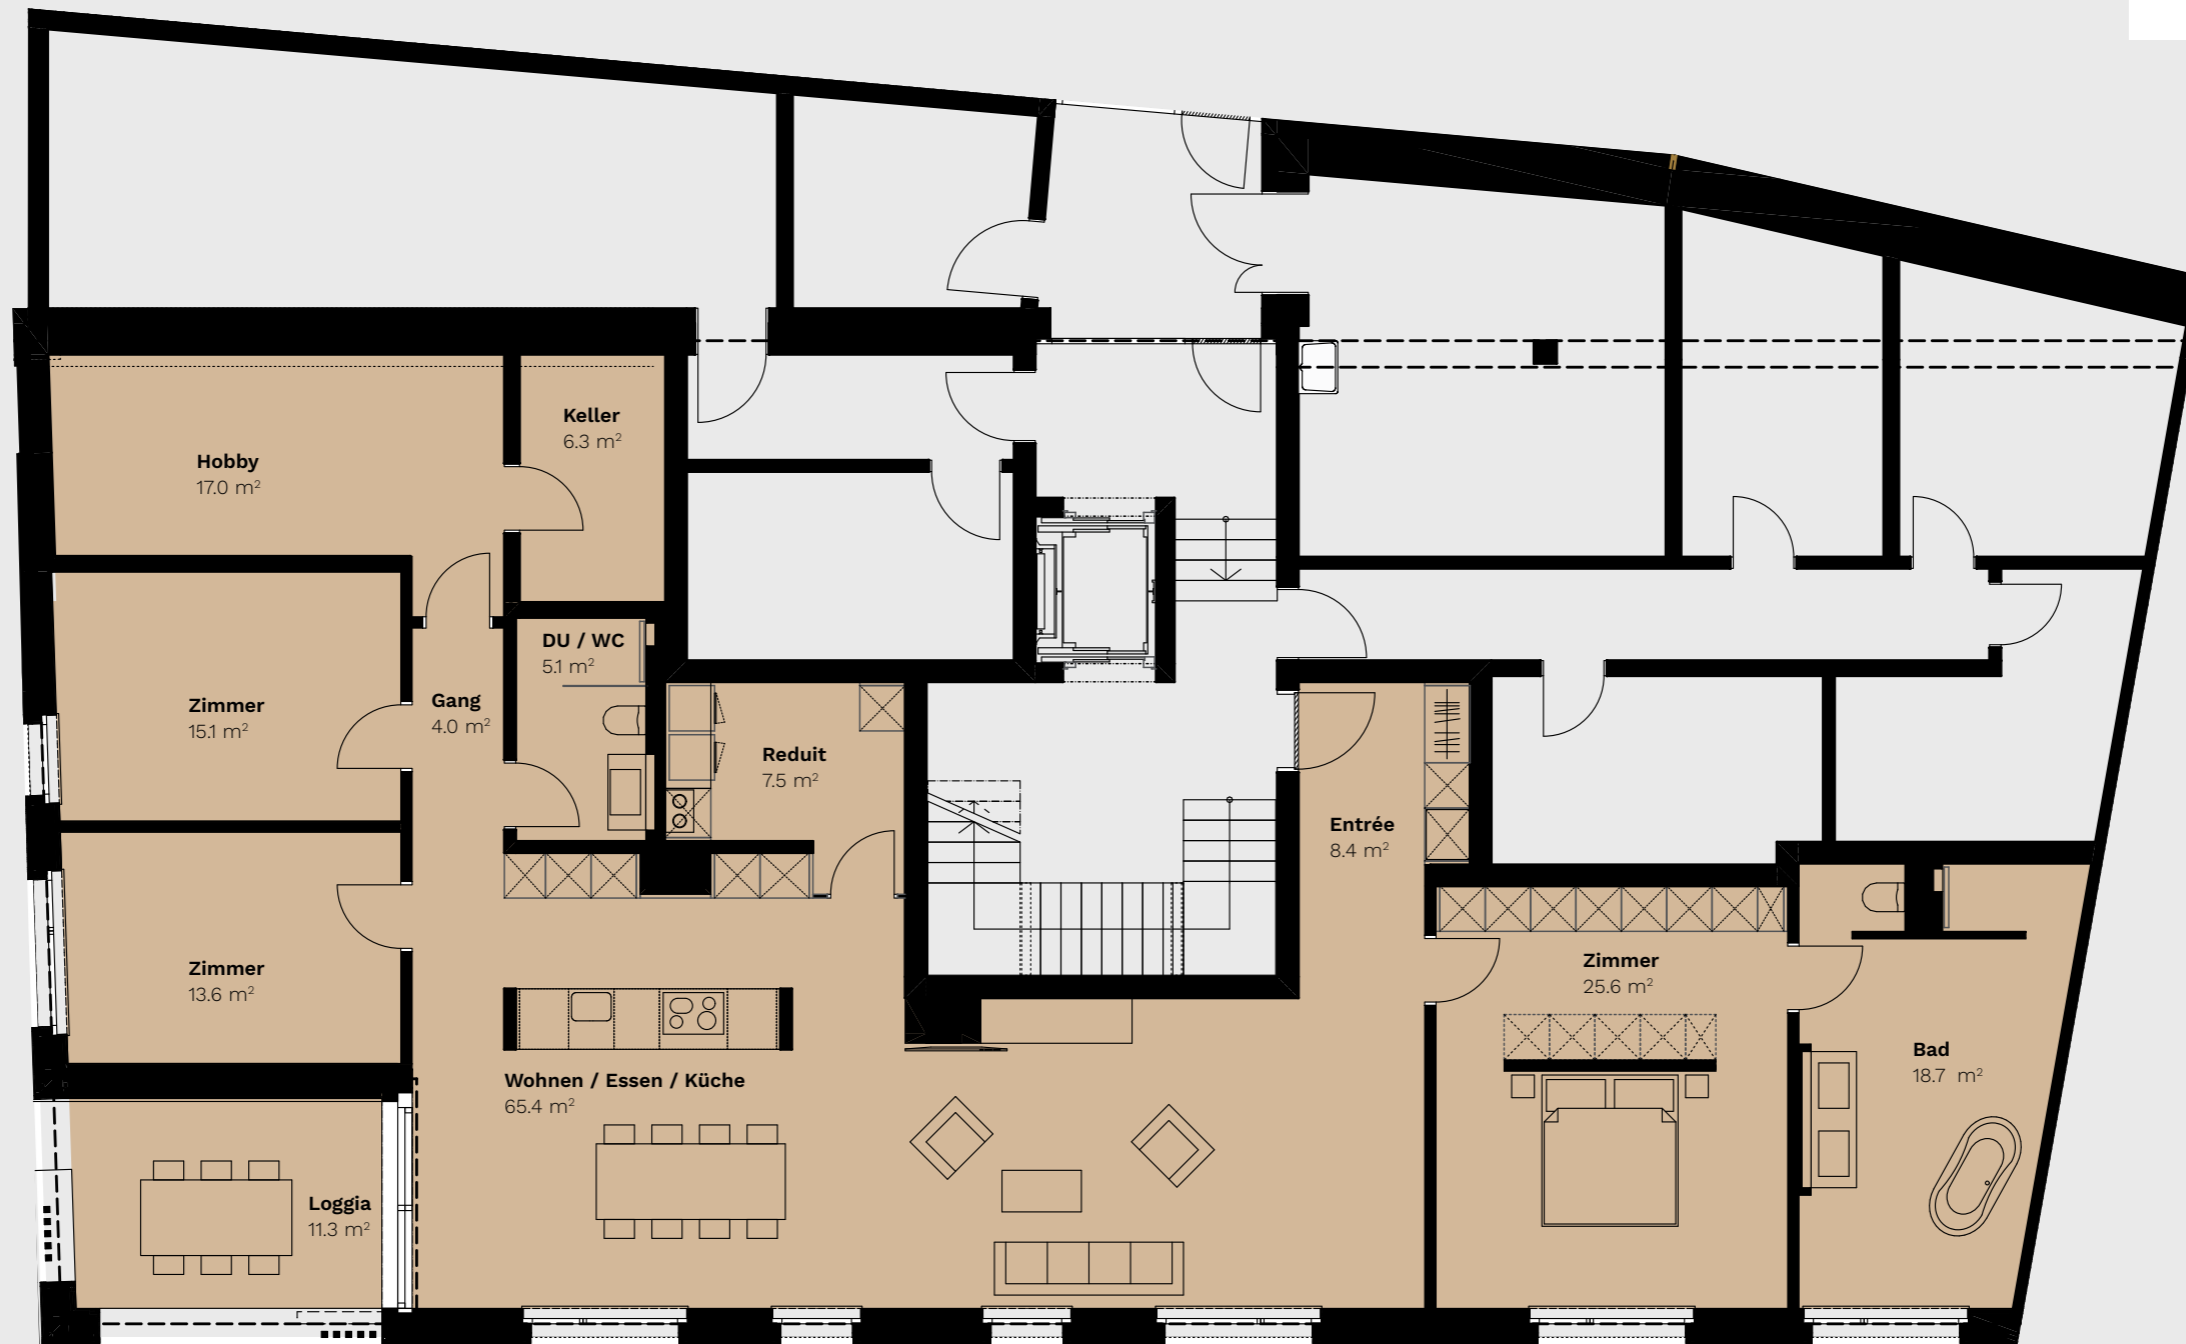 Keller
6.3 m²
Hobby
17.0 m²
DU / WC
5.1 m²
Zimmer
15.1 m²
Gang
4.0 m²
Reduit
7.5 m²
Entrée
8.4 m²
Zimmer
13.6 m²
Zimmer
25.6 m²
Wohnen / Essen / Küche
65.4 m²
Bad
18.7 m²
Loggia
11.3 m²